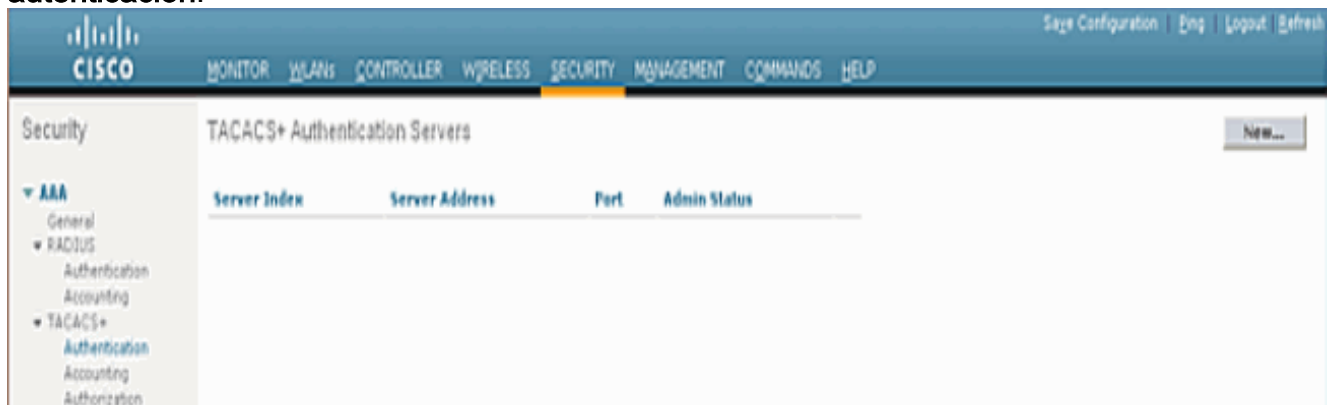 autenticación.
Save Configuration | Ping | Logout | Refresh
CISCO
MONITOR WLANs CONTROLLER WIRELESS SECURITY MANAGEMENT COMMANDS HELP
Security
TACACS+ Authentication Servers
New...
AAA
Server Index Server Address Port Admin Status
General
RADIUS
Authentication
Accounting
TACACS+
Authentication
Accounting
Authorization